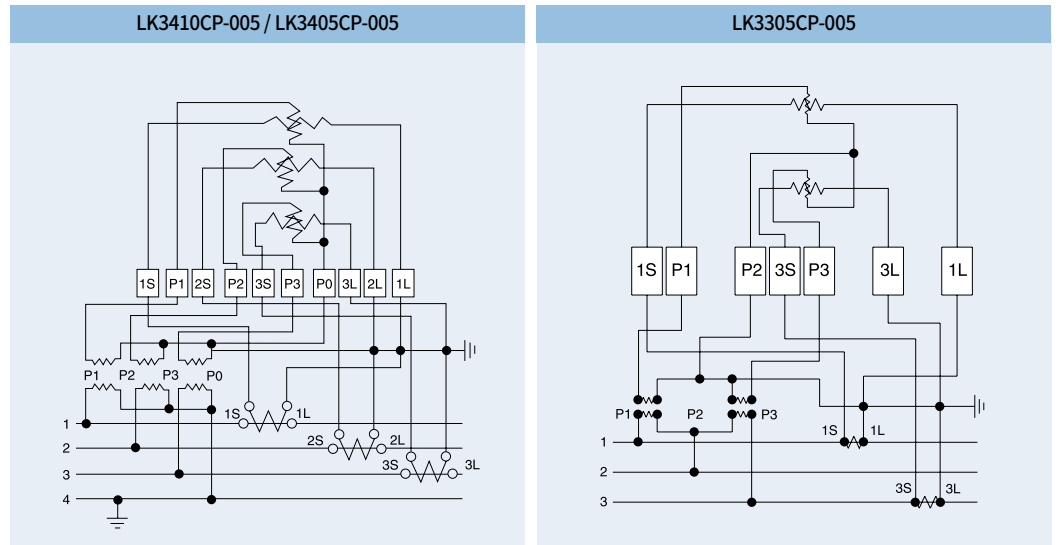 LK3410CP-005 / LK3405CP-005
1S P1 2S P2 3S P3 P0 3L 2L 1L
P1 P2 P3 P0
1S 1L
1
2S 2L
2
3S 3L
3
4
LK3305CP-005
1S P1 P2 3S P3 3L 1L
P1 P2 P3
1S 1L
1
2
3S 3L
3